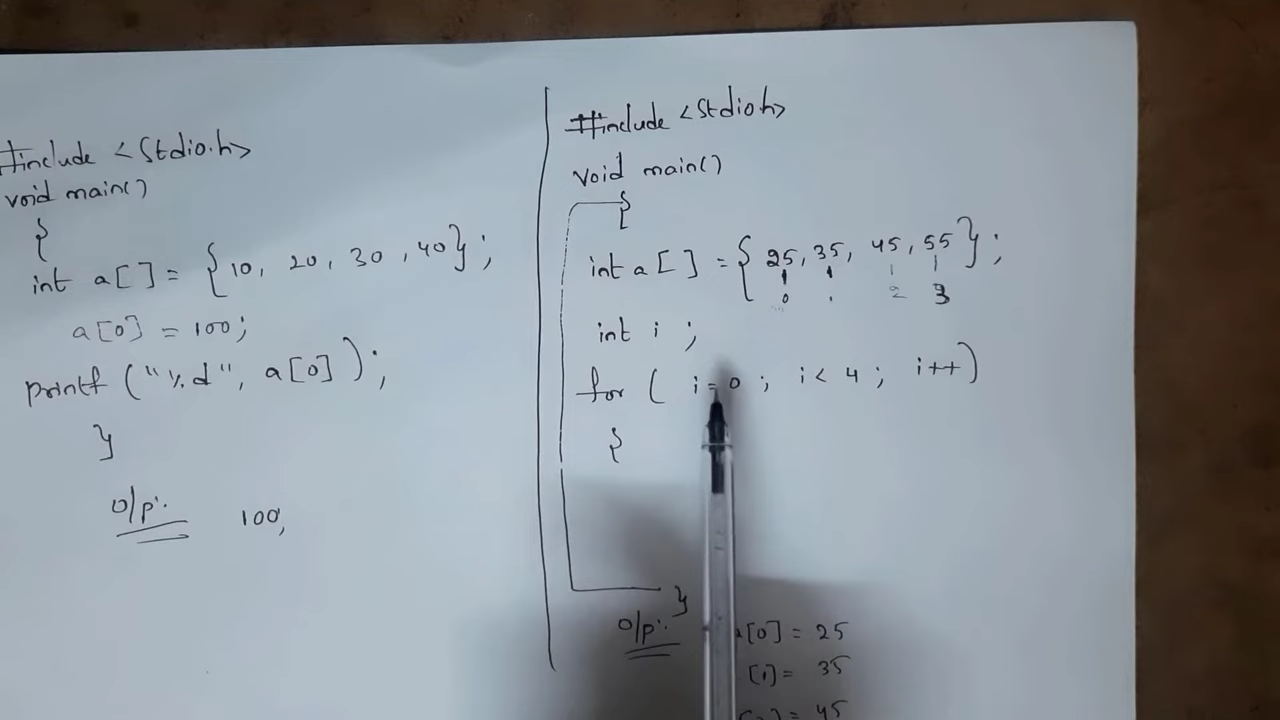 #include <Stdio.h>
void main()
{
int a[] = {10, 20, 30, 40};
a[0] = 100;
printf ("%d", a[0]);
}
o/p:   100,
#include <Stdio.h>
void main()
{
int a[] = {25, 35, 45, 55};
0 2 3
int i ;
for ( i=0 ; i< 4 ; i++)
{
}
o/p:
[0] = 25
[1] = 35
= 45